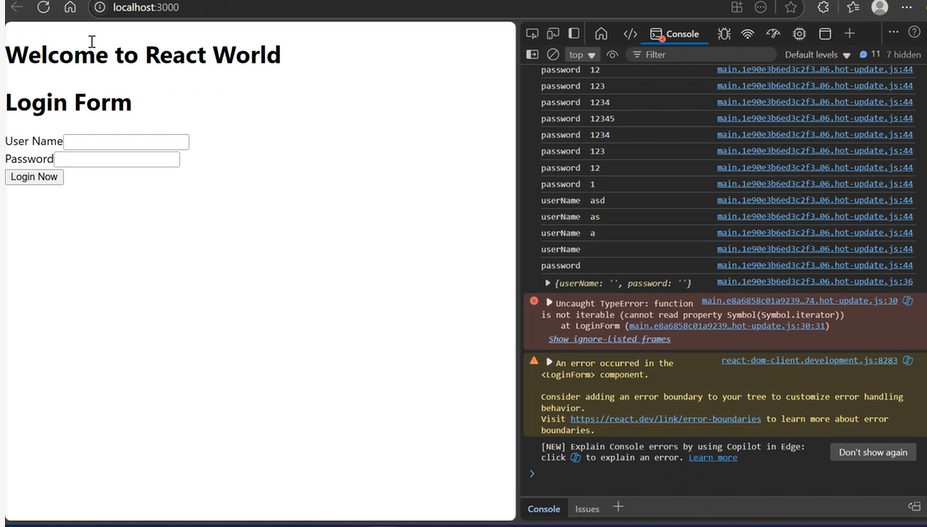 localhost:3000
Welcome to React World
Login Form
User Name
Password
Login Now
Console
top
Filter
Default levels
11
7 hidden
password 12 main.1e90e3b6ed3c2f3…06.hot-update.js:44
password 123 main.1e90e3b6ed3c2f3…06.hot-update.js:44
password 1234 main.1e90e3b6ed3c2f3…06.hot-update.js:44
password 12345 main.1e90e3b6ed3c2f3…06.hot-update.js:44
password 1234 main.1e90e3b6ed3c2f3…06.hot-update.js:44
password 123 main.1e90e3b6ed3c2f3…06.hot-update.js:44
password 12 main.1e90e3b6ed3c2f3…06.hot-update.js:44
password 1 main.1e90e3b6ed3c2f3…06.hot-update.js:44
userName asd main.1e90e3b6ed3c2f3…06.hot-update.js:44
userName as main.1e90e3b6ed3c2f3…06.hot-update.js:44
userName a main.1e90e3b6ed3c2f3…06.hot-update.js:44
userName main.1e90e3b6ed3c2f3…06.hot-update.js:44
password main.1e90e3b6ed3c2f3…06.hot-update.js:44
{userName: '', password: ''} main.1e90e3b6ed3c2f3…06.hot-update.js:36
Uncaught TypeError: function main.e8a6858c01a9239…74.hot-update.js:30
is not iterable (cannot read property Symbol(Symbol.iterator))
at LoginForm (main.e8a6858c01a9239…hot-update.js:30:31)
Show ignore-listed frames
An error occurred in the react-dom-client.development.js:8283
<LoginForm> component.
Consider adding an error boundary to your tree to customize error handling
behavior.
Visit https://react.dev/link/error-boundaries to learn more about error
boundaries.
[NEW] Explain Console errors by using Copilot in Edge:
click to explain an error. Learn more
Don't show again
Console
Issues